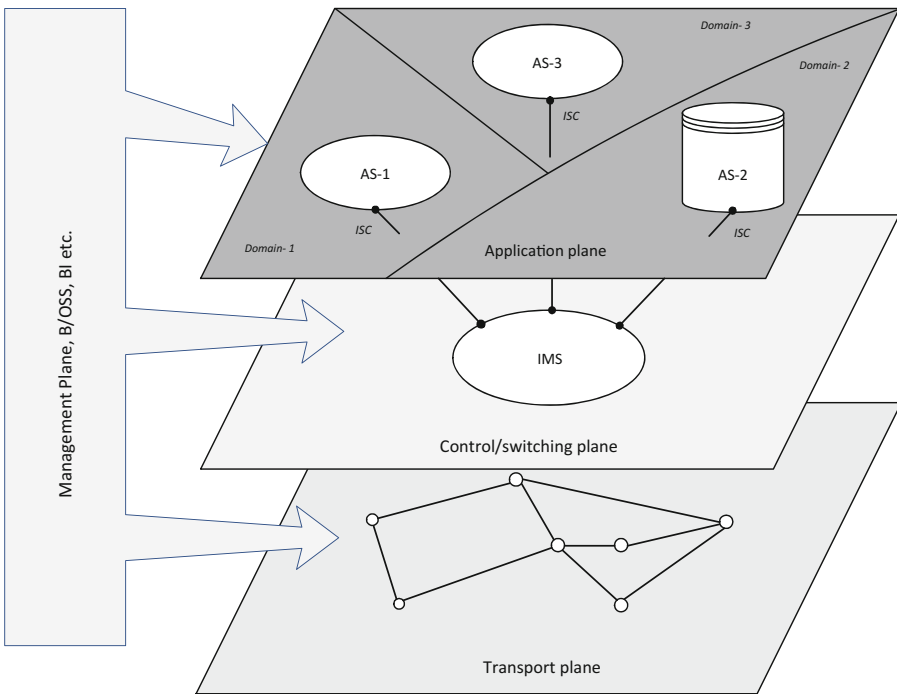 Domain- 3
AS-3
Domain- 2
ISC
AS-1
AS-2
ISC
ISC
Domain- 1
Application plane
Management Plane, B/OSS, BI etc.
IMS
Control/switching plane
Transport plane